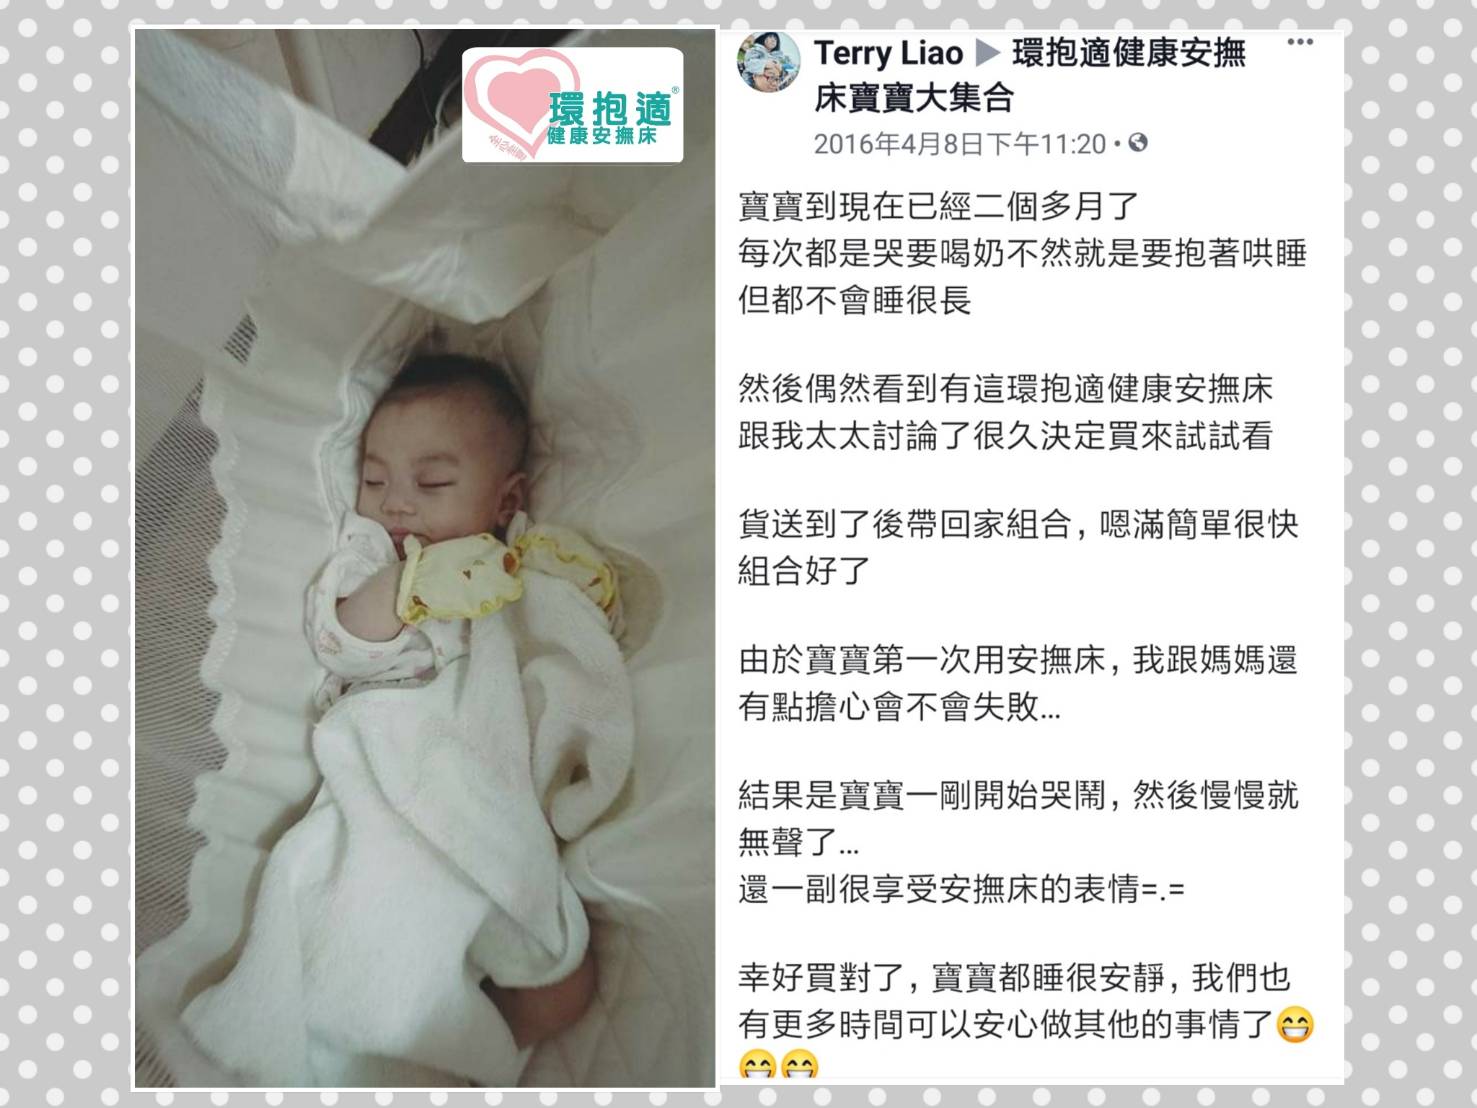 環抱適®
健康安撫床
Terry Liao ▶ 環抱適健康安撫
床寶寶大集合
2016年4月8日下午11:20 •
寶寶到現在已經二個多月了
每次都是哭要喝奶不然就是要抱著哄睡
但都不會睡很長
然後偶然看到有這環抱適健康安撫床
跟我太太討論了很久決定買來試試看
貨送到了後帶回家組合, 嗯滿簡單很快
組合好了
由於寶寶第一次用安撫床, 我跟媽媽還
有點擔心會不會失敗...
結果是寶寶一剛開始哭鬧, 然後慢慢就
無聲了...
還一副很享受安撫床的表情=.=
幸好買對了, 寶寶都睡很安靜, 我們也
有更多時間可以安心做其他的事情了😁
😁😁